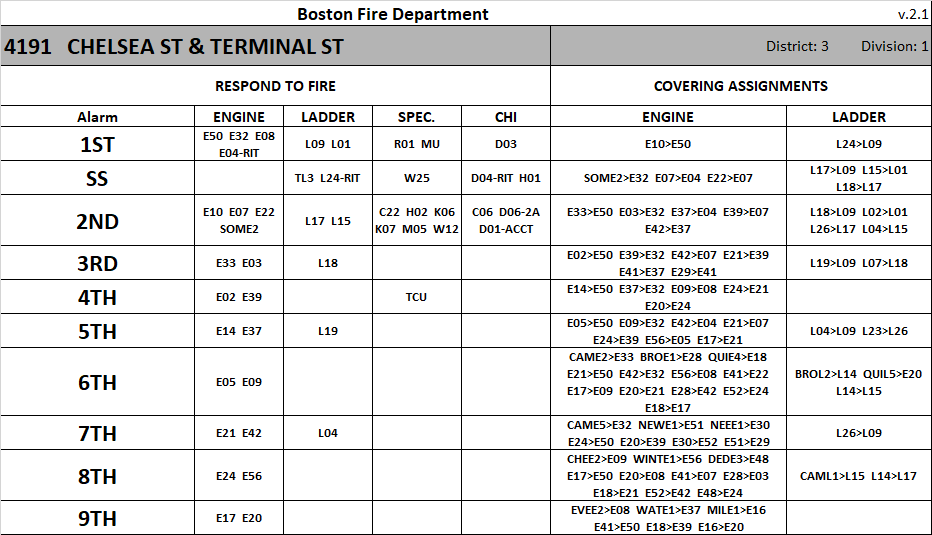 Boston Fire Department v.2.1
4191 CHELSEA ST & TERMINAL ST District: 3 Division: 1
RESPOND TO FIRE COVERING ASSIGNMENTS
Alarm ENGINE LADDER SPEC. CHI ENGINE LADDER
1ST
E50 E32 E08
E04-RIT
L09 L01
R01 MU
D03
E10>E50
L24>L09
SS
TL3 L24-RIT
W25
D04-RIT H01
SOME2>E32 E07>E04 E22>E07
L17>L09 L15>L01
L18>L17
2ND
E10 E07 E22
SOME2
L17 L15
C22 H02 K06
K07 M05 W12
C06 D06-2A
D01-ACCT
E33>E50 E03>E32 E37>E04 E39>E07
E42>E37
L18>L09 L02>L01
L26>L17 L04>L15
3RD
E33 E03
L18
E02>E50 E39>E32 E42>E07 E21>E39
E41>E37 E29>E41
L19>L09 L07>L18
4TH
E02 E39
TCU
E14>E50 E37>E32 E09>E08 E24>E21
E20>E24
5TH
E14 E37
L19
E05>E50 E09>E32 E42>E04 E21>E07
E24>E39 E56>E05 E17>E21
L04>L09 L23>L26
6TH
E05 E09
CAME2>E33 BROE1>E28 QUIE4>E18
E21>E50 E42>E32 E56>E08 E41>E22
E17>E09 E20>E21 E28>E42 E52>E24
E18>E17
BROL2>L14 QUIL5>E20
L14>L15
7TH
E21 E42
L04
CAME5>E32 NEWE1>E51 NEEE1>E30
E24>E50 E20>E39 E30>E52 E51>E29
L26>L09
8TH
E24 E56
CHEE2>E09 WINTE1>E56 DEDE3>E48
E17>E50 E20>E08 E41>E07 E28>E03
E18>E21 E52>E42 E48>E24
CAML1>L15 L14>L17
9TH
E17 E20
EVEE2>E08 WATE1>E37 MILE1>E16
E41>E50 E18>E39 E16>E20